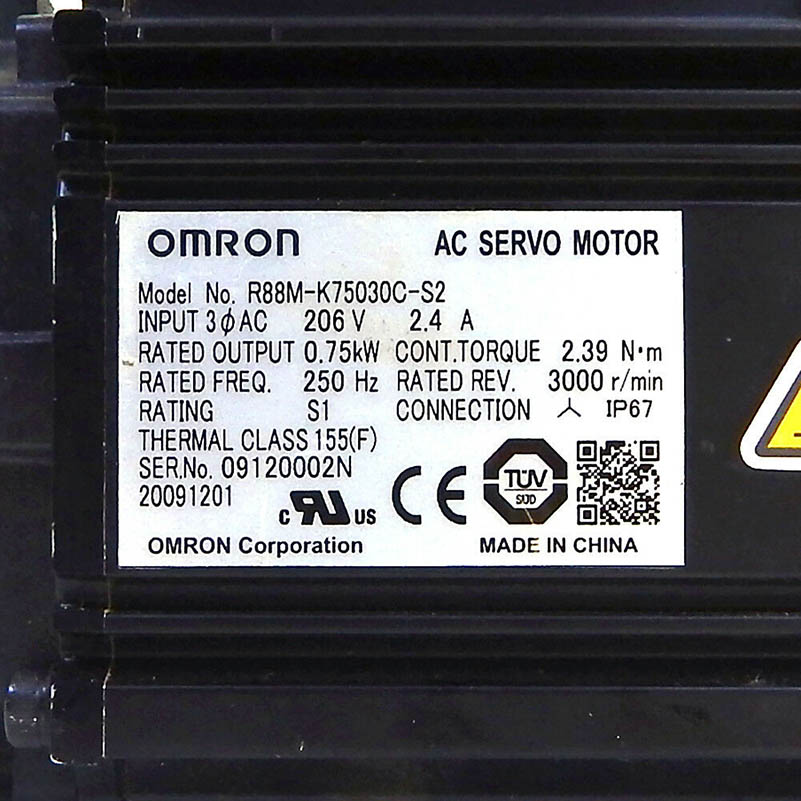 OMRON AC SERVO MOTOR
Model No. R88M-K75030C-S2
INPUT 3ϕAC 206 V 2.4 A
RATED OUTPUT 0.75kW CONT.TORQUE 2.39 N·m
RATED FREQ. 250 Hz RATED REV. 3000 r/min
RATING S1 CONNECTION 人 IP67
THERMAL CLASS 155(F)
SER.No. 09120002N
20091201
c RU US CE TÜV SÜD
OMRON Corporation MADE IN CHINA